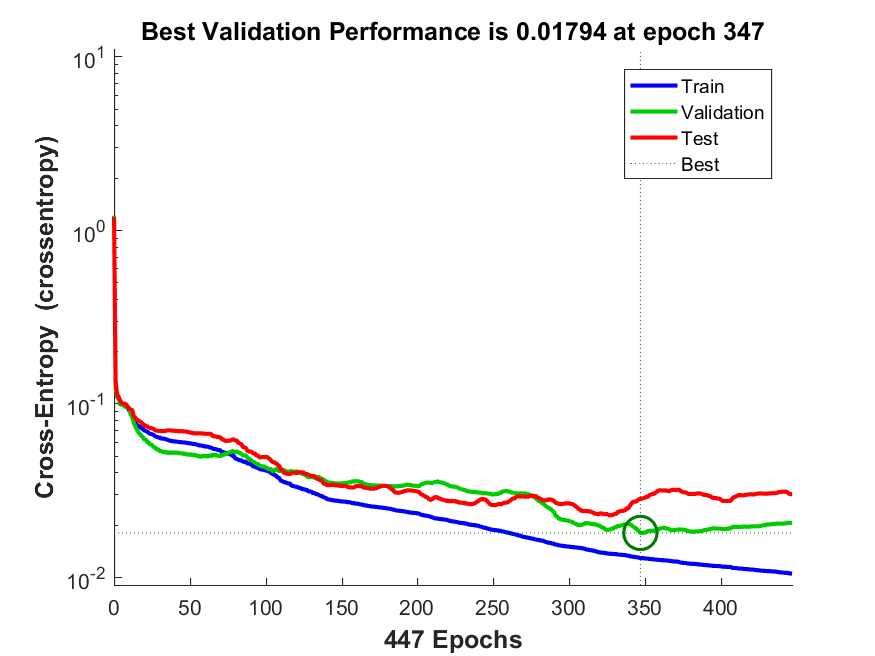 Best Validation Performance is 0.01794 at epoch 347
Cross-Entropy (crossentropy)
10^1
10^0
10^-1
10^-2
Train
Validation
Test
Best
0 50 100 150 200 250 300 350 400
447 Epochs